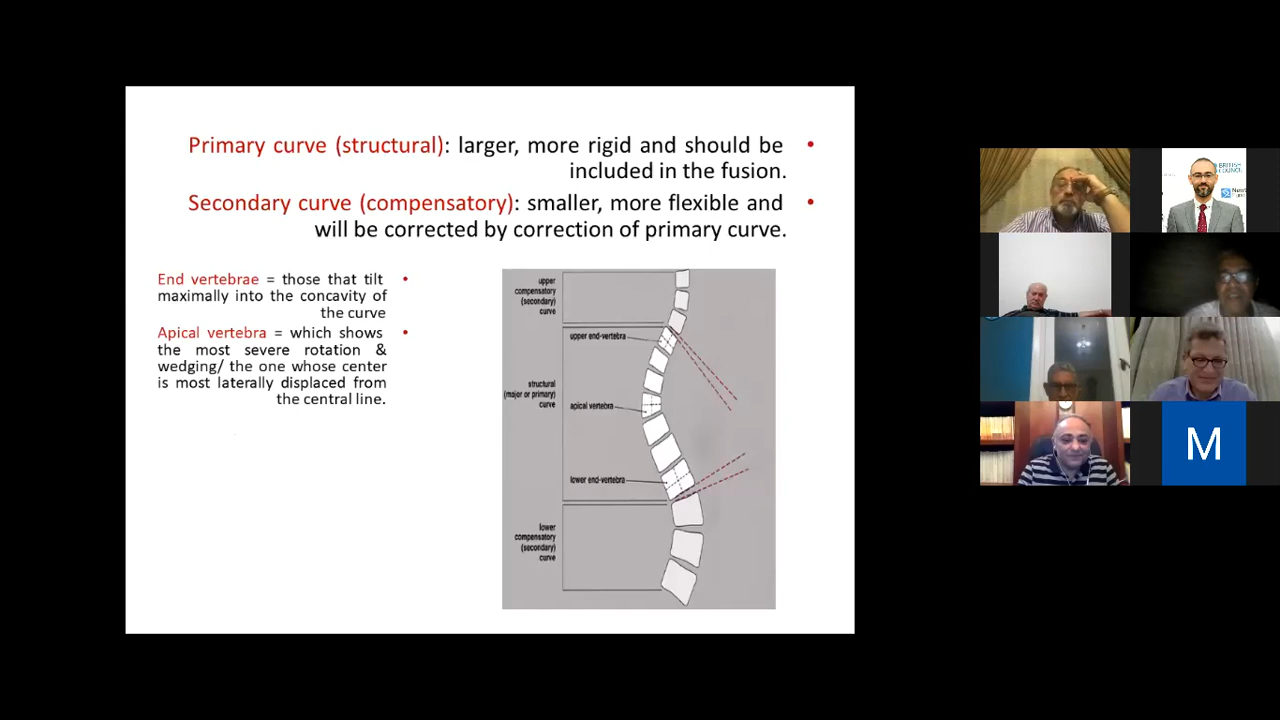 Primary curve (structural): larger, more rigid and should be
included in the fusion.
Secondary curve (compensatory): smaller, more flexible and
will be corrected by correction of primary curve.
End vertebrae = those that tilt
maximally into the concavity of
the curve
Apical vertebra = which shows
the most severe rotation &
wedging/ the one whose center
is most laterally displaced from
the central line.
upper
compensatory
(secondary)
curve
upper end-vertebra
structural
(major or primary)
curve
apical vertebra
lower end-vertebra
lower
compensatory
(secondary)
curve
BRITISH
COUNCIL
M